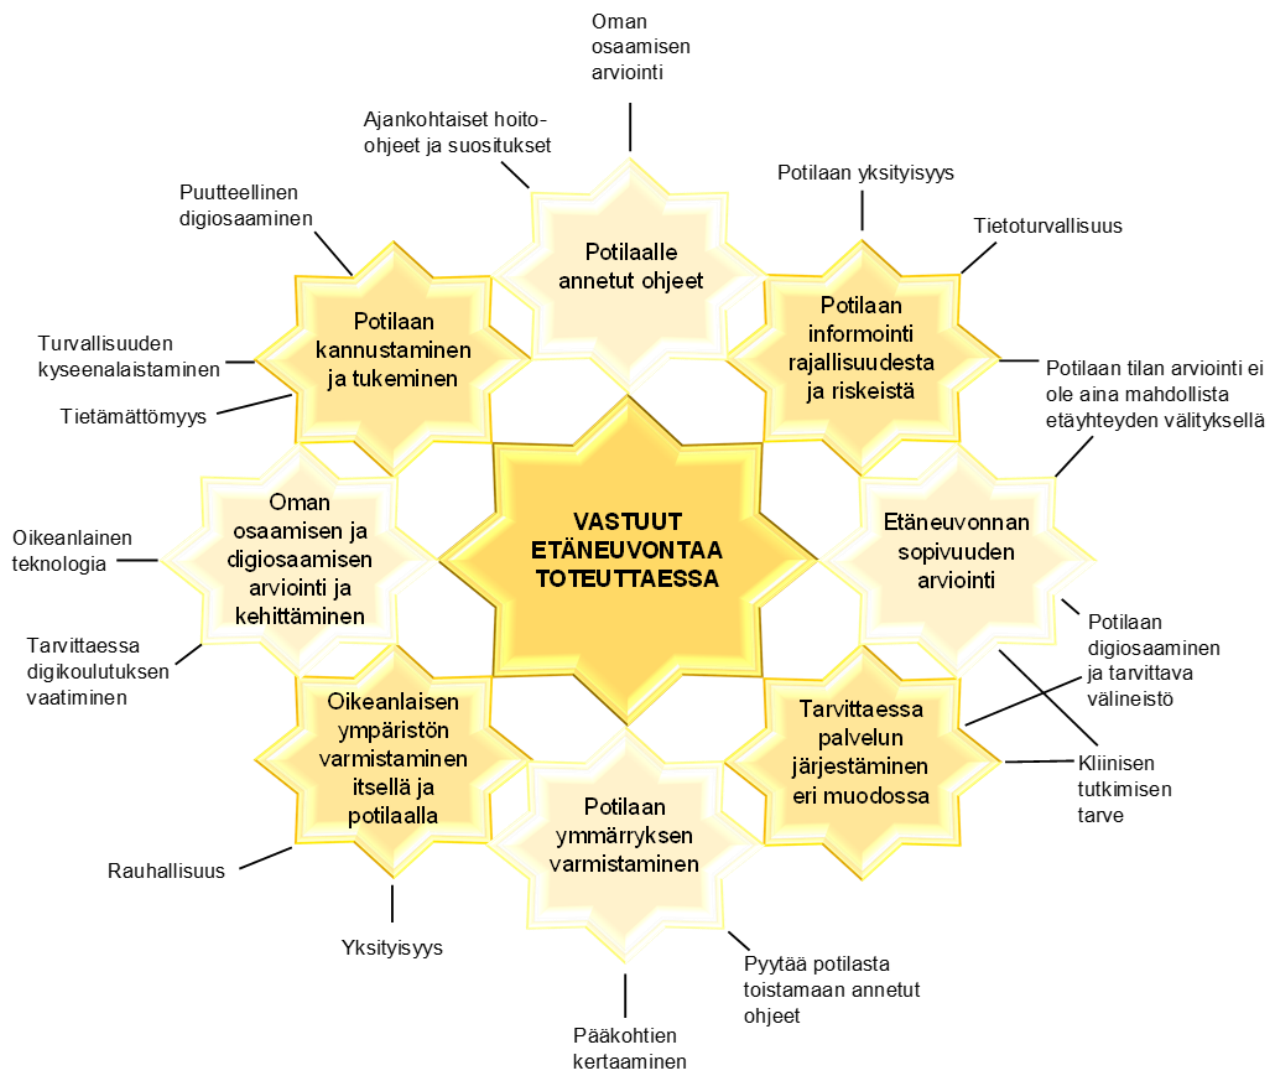 Oman
osaamisen
arviointi
Ajankohtaiset hoito-
ohjeet ja suositukset
Potilaan yksityisyys
Puutteellinen
digiosaaminen
Tietoturvallisuus
Potilaalle
annetut ohjeet
Potilaan
kannustaminen
ja tukeminen
Potilaan
informointi
rajallisuudesta
ja riskeistä
Turvallisuuden
kyseenalaistaminen
Tietämättömyys
Potilaan tilan arviointi ei
ole aina mahdollista
etäyhteyden välityksellä
Oman
osaamisen ja
digiosaamisen
arviointi ja
kehittäminen
VASTUUT
ETÄNEUVONTAA
TOTEUTTAESSA
Etäneuvonnan
sopivuuden
arviointi
Oikeanlainen
teknologia
Tarvittaessa
digikoulutuksen
vaatiminen
Potilaan
digiosaaminen
ja tarvittava
välineistö
Oikeanlaisen
ympäristön
varmistaminen
itsellä ja
potilaalla
Tarvittaessa
palvelun
järjestäminen
eri muodossa
Kliinisen
tutkimisen
tarve
Potilaan
ymmärryksen
varmistaminen
Rauhallisuus
Yksityisyys
Pyytää potilasta
toistamaan annetut
ohjeet
Pääkohtien
kertaaminen